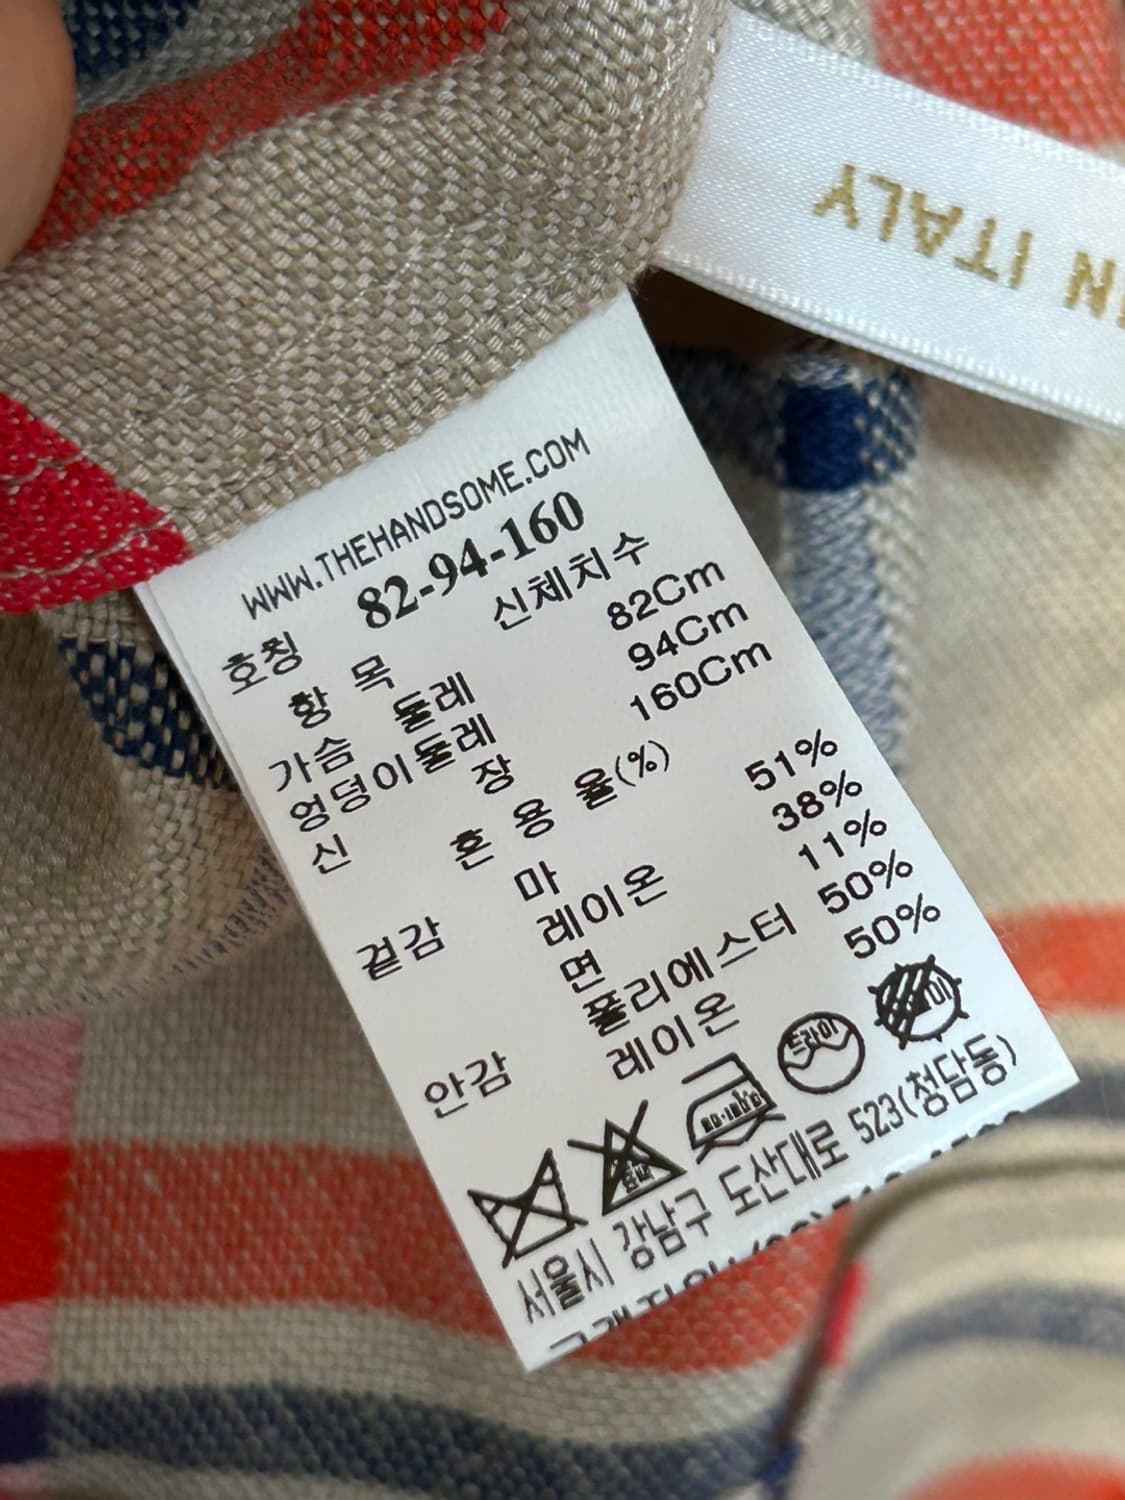 IN ITALY
WWW.THEHANDSOME.COM
호칭 82-94-160
항 목 신체치수
가슴둘레 82Cm
엉덩이둘레 94Cm
신 장 160Cm
혼 용 율(%)
겉감 마 51%
레이온 38%
면 11%
안감 폴리에스터 50%
레이온 50%
드라이
서울시 강남구 도산대로 523(청담동)